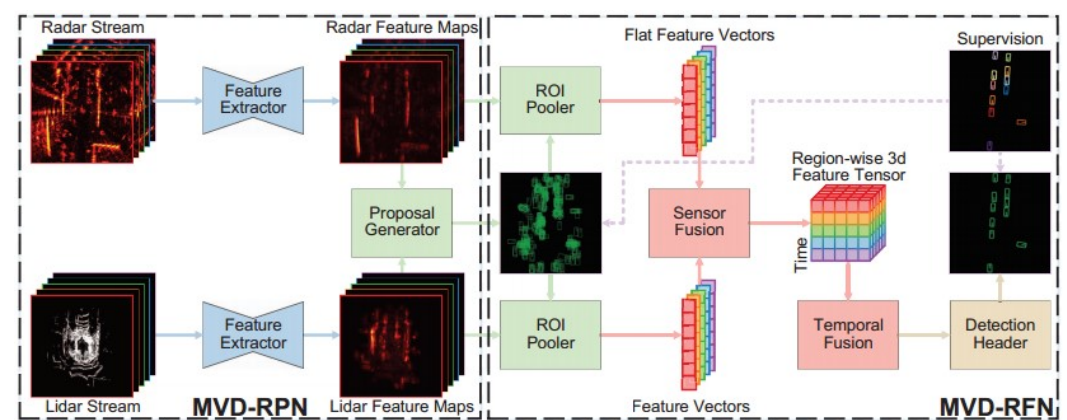 Radar Stream
Radar Feature Maps
Flat Feature Vectors
Supervision
Feature
Extractor
ROI
Pooler
Region-wise 3d
Feature Tensor
Proposal
Generator
Sensor
Fusion
Time
Feature
Extractor
ROI
Pooler
Temporal
Fusion
Detection
Header
Lidar Stream
MVD-RPN
Lidar Feature Maps
Feature Vectors
MVD-RFN